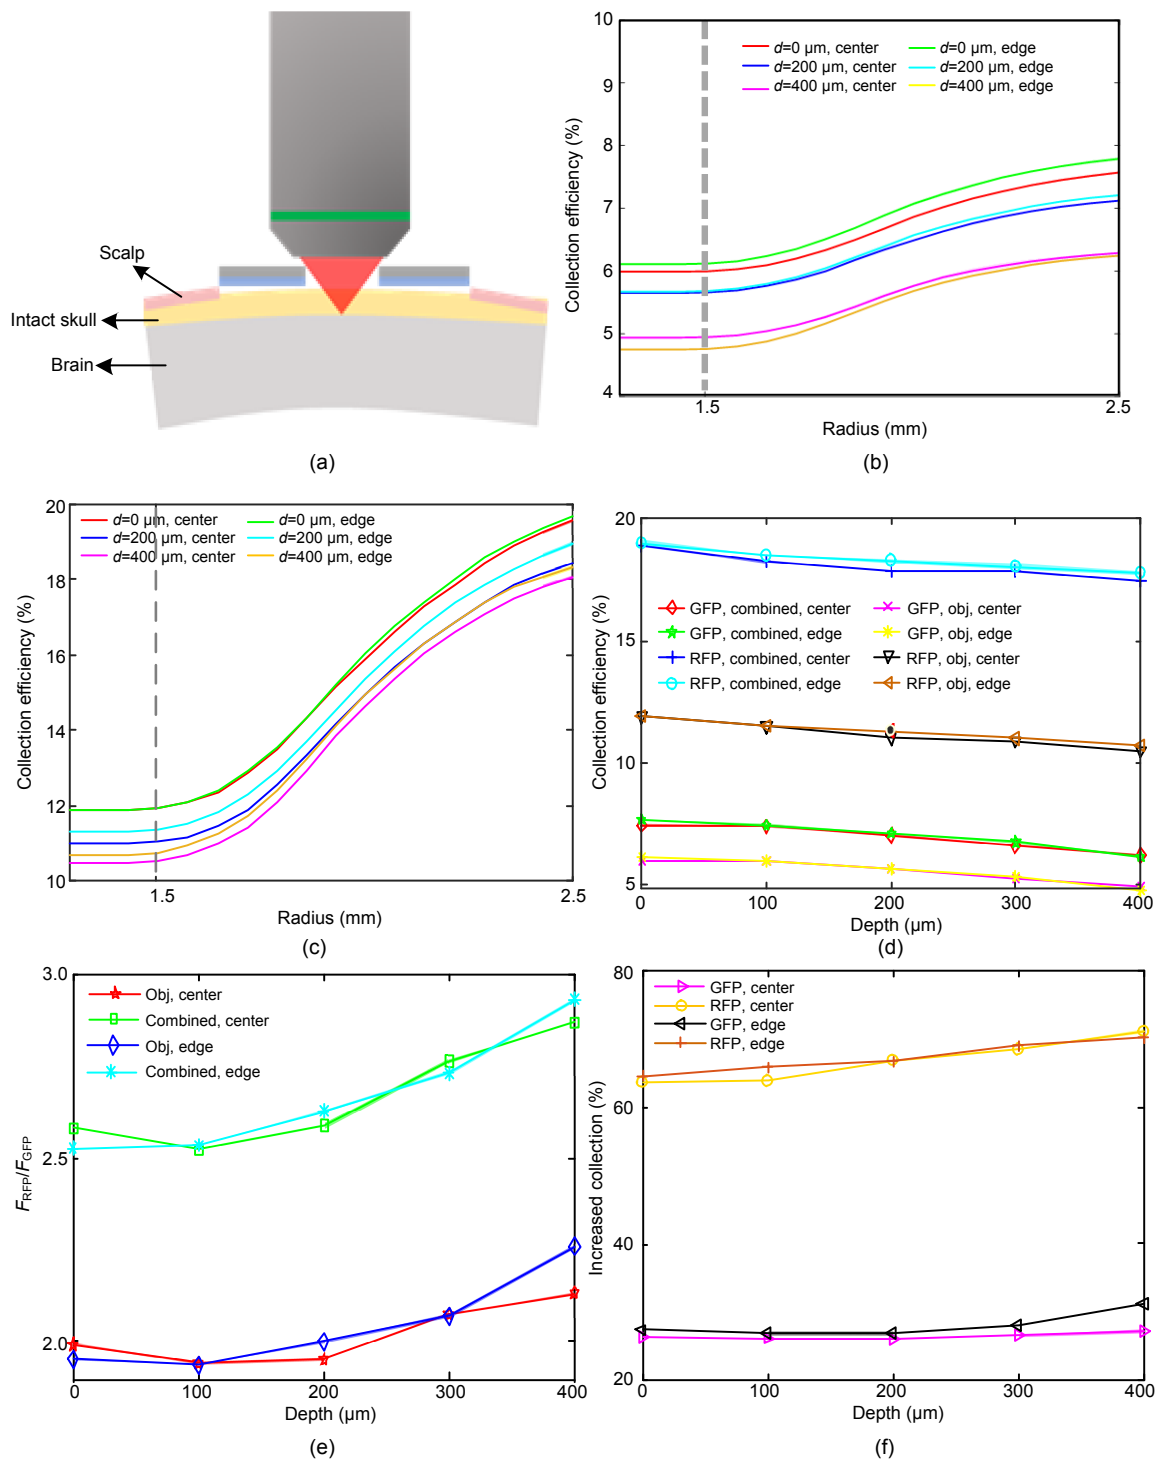 Scalp
Intact skull
Brain
(a)
10
9
8
7
6
5
4
Collection efficiency (%)
d=0 μm, center
d=200 μm, center
d=400 μm, center
d=0 μm, edge
d=200 μm, edge
d=400 μm, edge
1.5
2.5
Radius (mm)
(b)
20
18
16
14
12
10
Collection efficiency (%)
d=0 μm, center
d=200 μm, center
d=400 μm, center
d=0 μm, edge
d=200 μm, edge
d=400 μm, edge
1.5
2.5
Radius (mm)
(c)
20
15
10
5
Collection efficiency (%)
GFP, combined, center
GFP, combined, edge
RFP, combined, center
RFP, combined, edge
GFP, obj, center
GFP, obj, edge
RFP, obj, center
RFP, obj, edge
0
100
200
300
400
Depth (μm)
(d)
3.0
2.5
2.0
FRFP/FGFP
Obj, center
Combined, center
Obj, edge
Combined, edge
0
100
200
300
400
Depth (μm)
(e)
80
60
40
20
Increased collection (%)
GFP, center
RFP, center
GFP, edge
RFP, edge
0
100
200
300
400
Depth (μm)
(f)